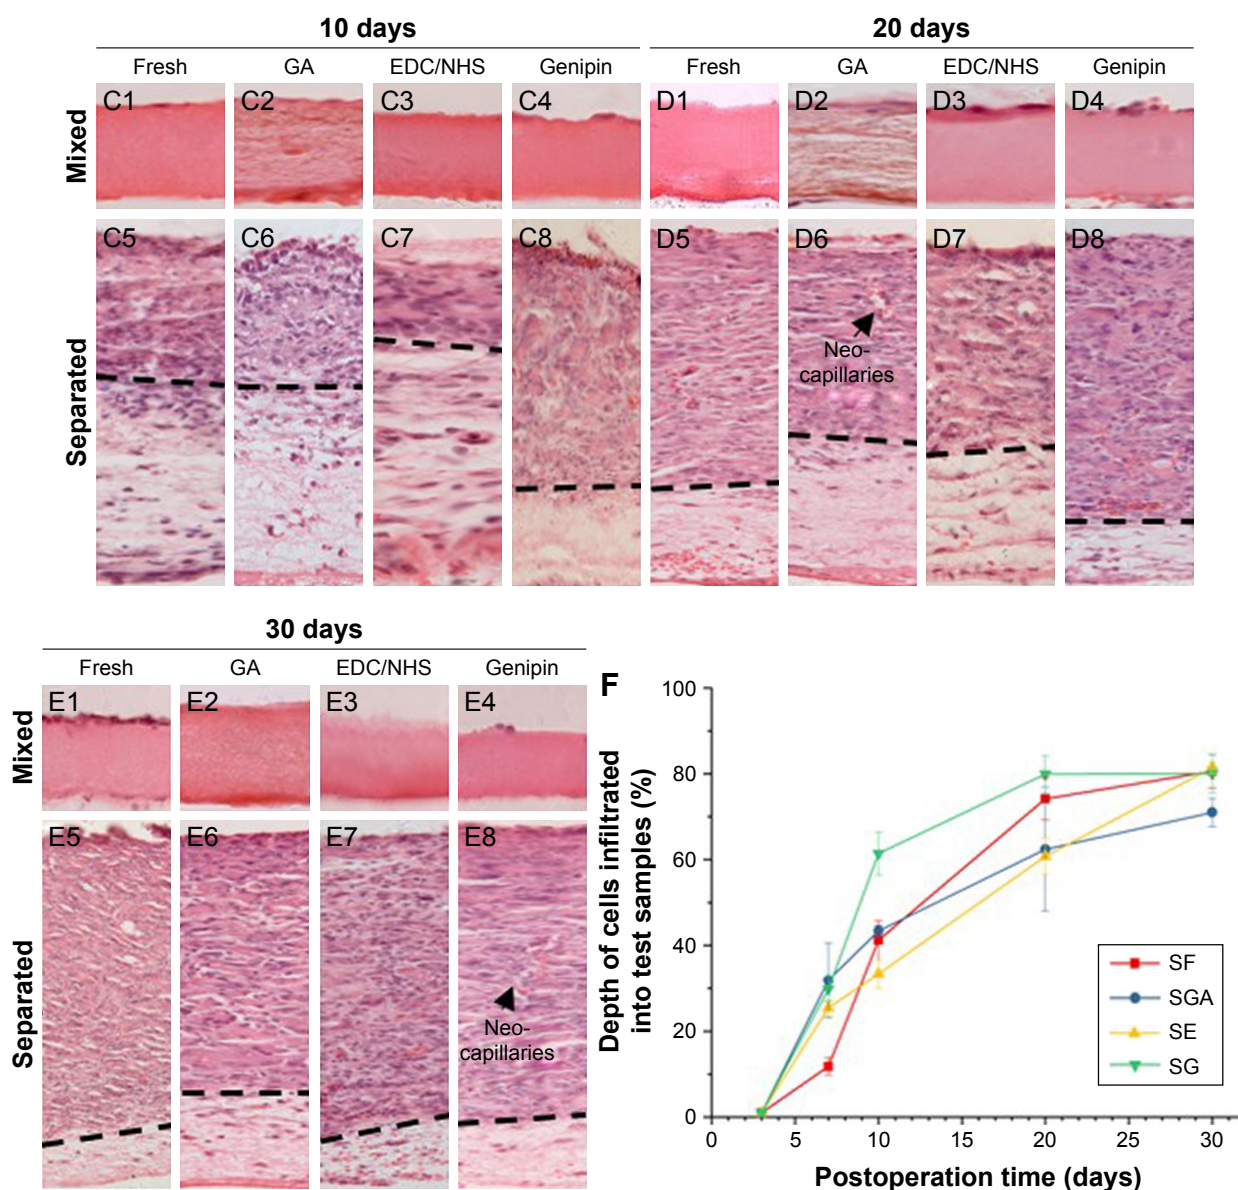 10 days
20 days
Fresh GA EDC/NHS Genipin Fresh GA EDC/NHS Genipin
Mixed
C1 C2 C3 C4 D1 D2 D3 D4
Separated
C5 C6 C7 C8 D5 D6 D7 D8
Neo-
capillaries
30 days
Fresh GA EDC/NHS Genipin
Mixed
E1 E2 E3 E4
Separated
E5 E6 E7 E8
Neo-
capillaries
F
Depth of cells infiltrated
into test samples (%)
100
80
60
40
20
0
0 5 10 15 20 25 30
Postoperation time (days)
SF
SGA
SE
SG